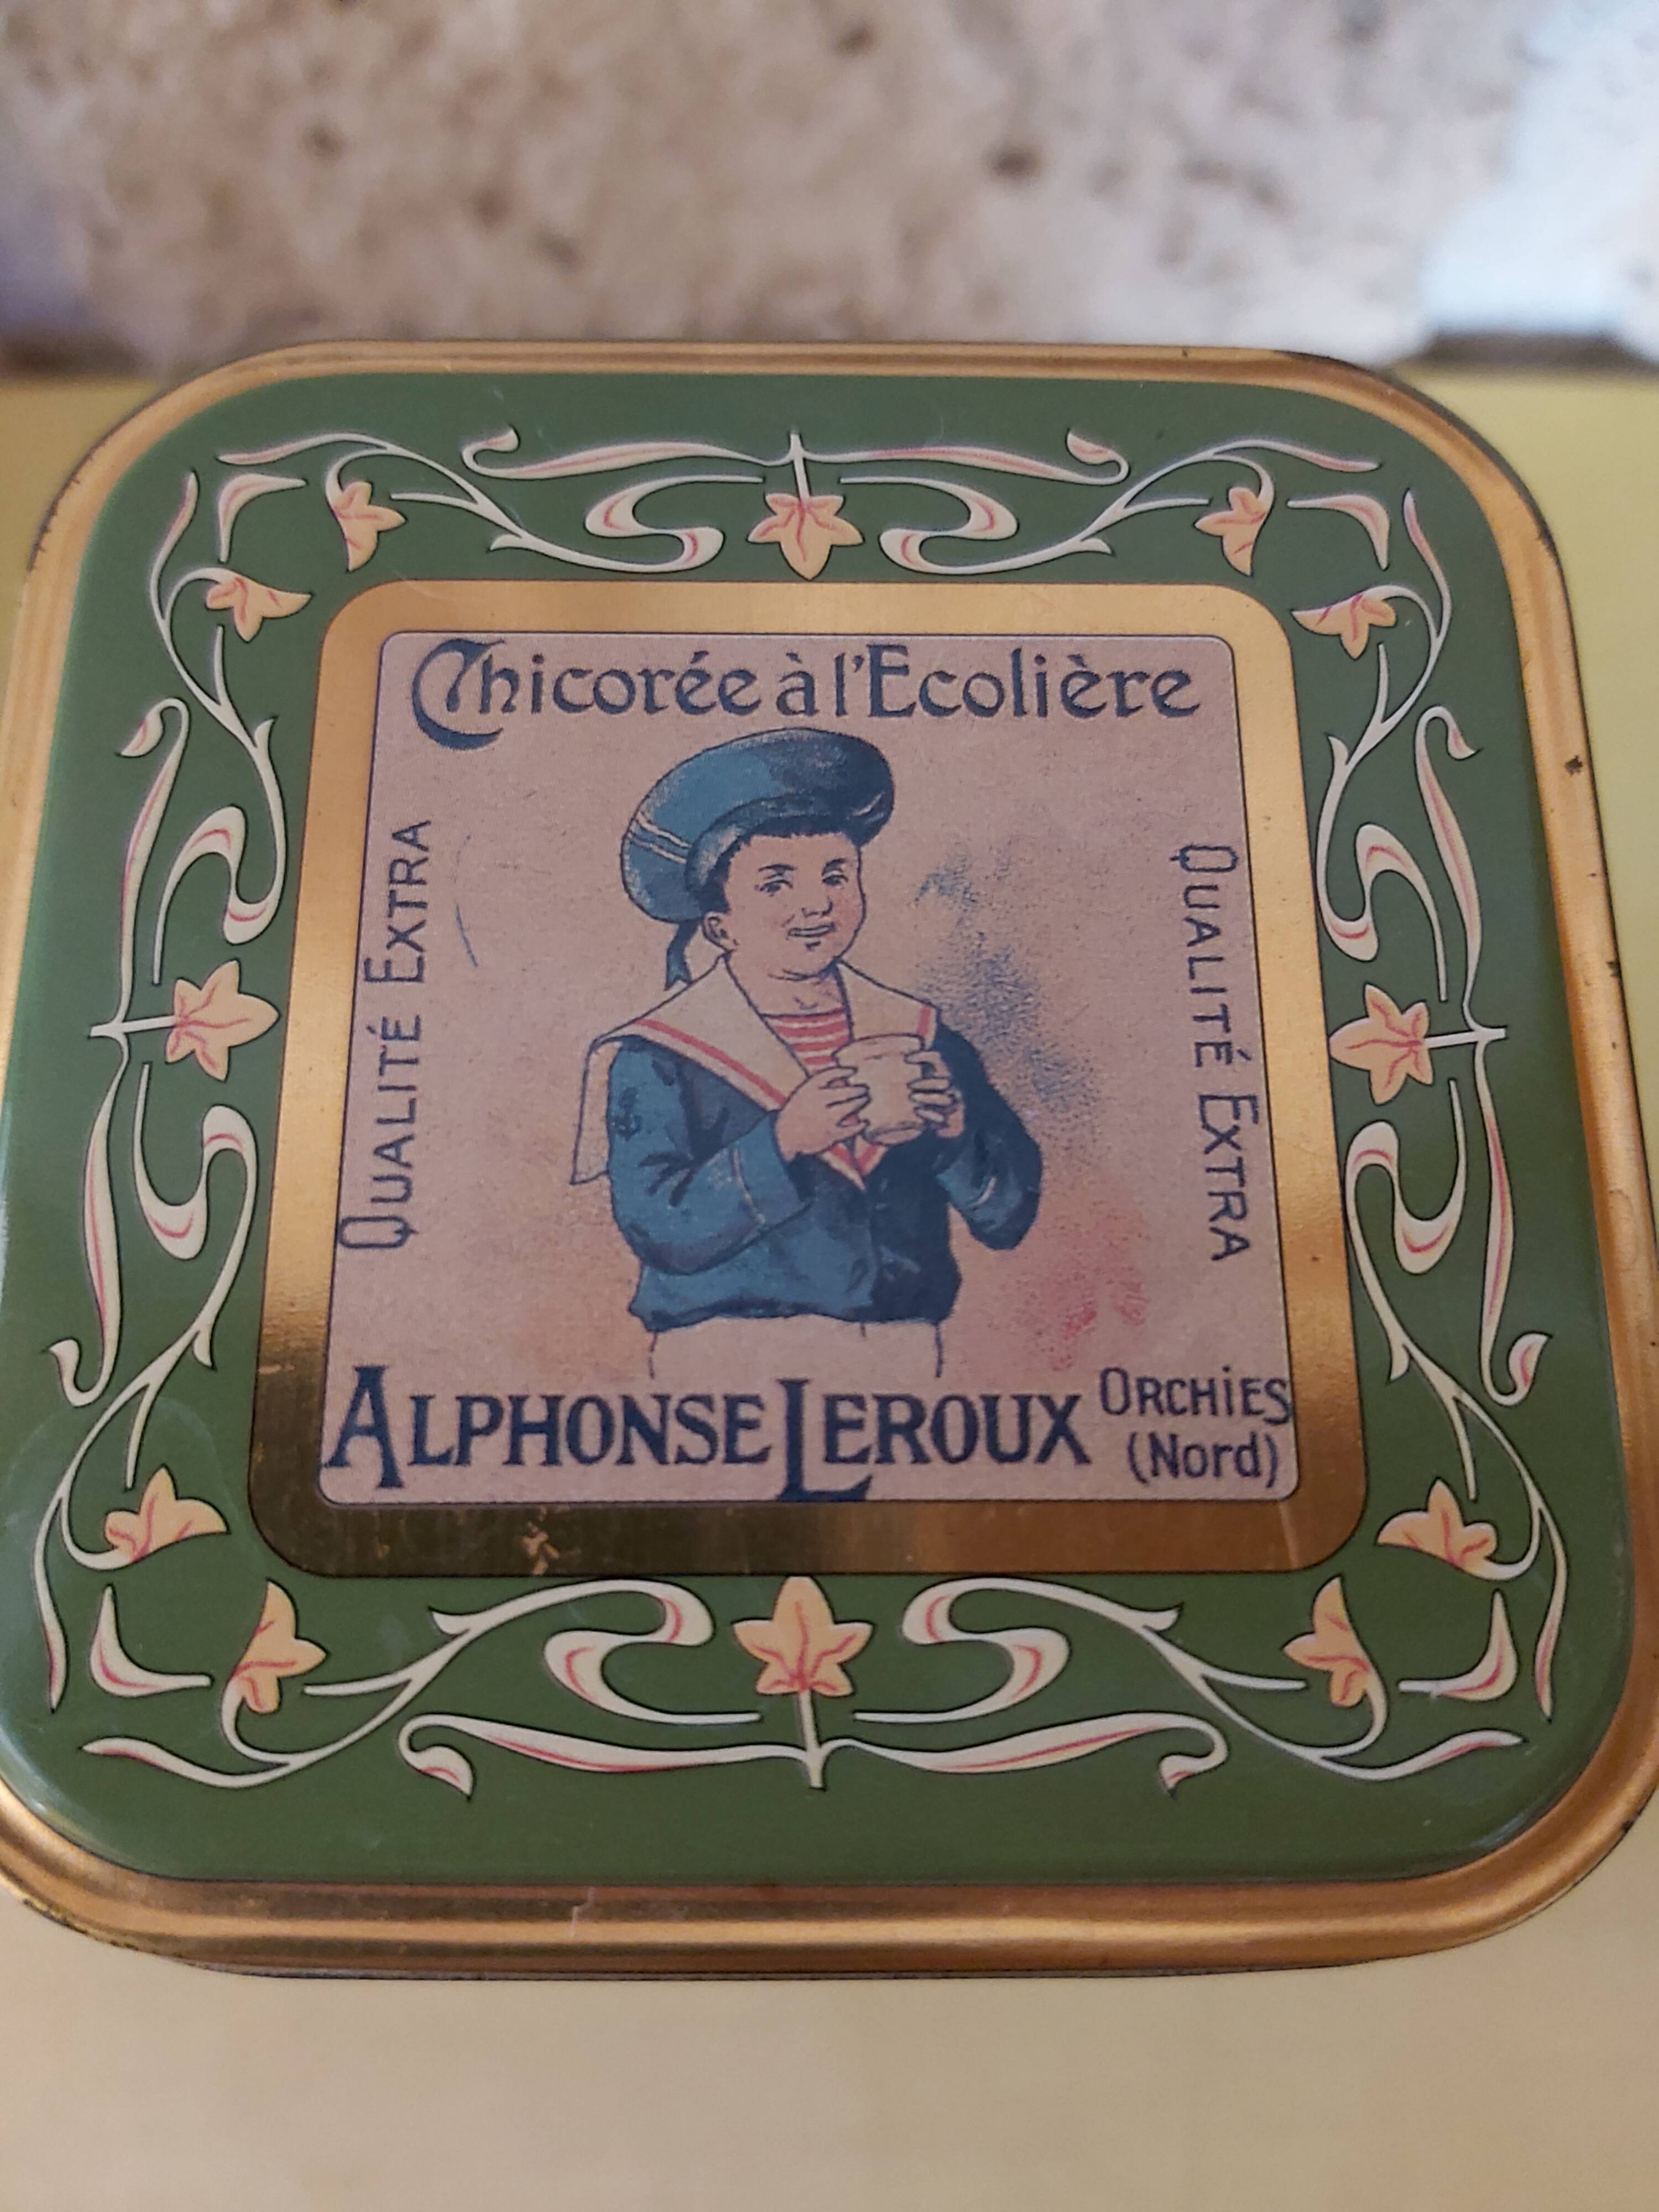 Chicorée à l'Ecolière
Qualité Extra
Qualité Extra
Alphonse Leroux
Orchies
(Nord)